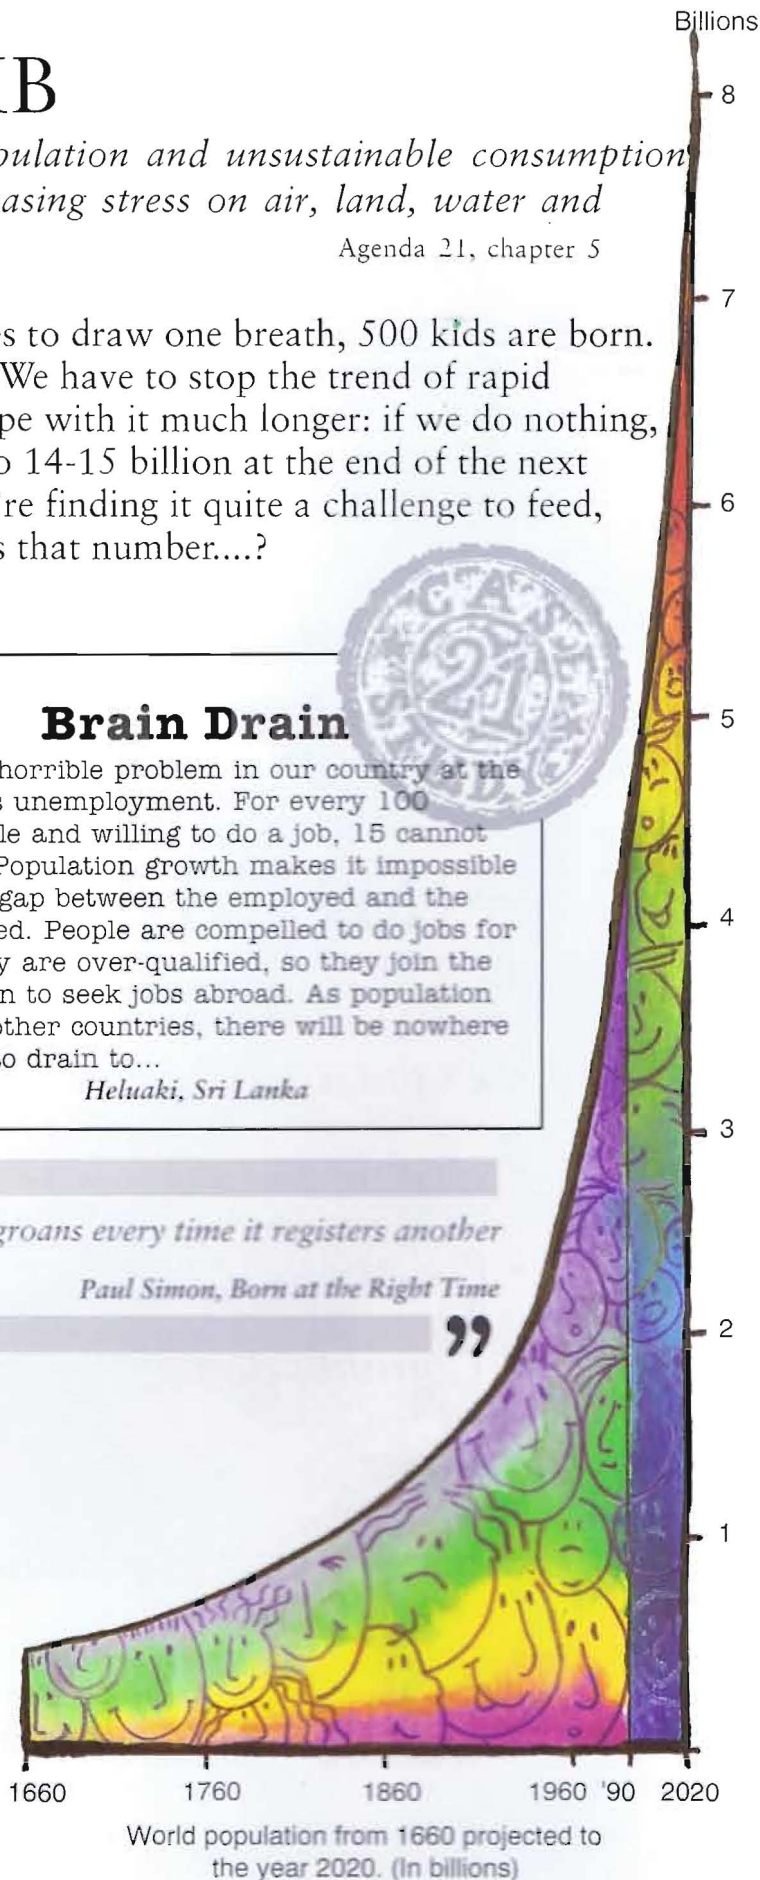 Billions
IB
pulation and unsustainable consumption
asing stress on air, land, water and
Agenda 21, chapter 5
s to draw one breath, 500 kids are born.
We have to stop the trend of rapid
pe with it much longer: if we do nothing,
o 14-15 billion at the end of the next
're finding it quite a challenge to feed,
s that number....?
CASE
21
STUDY
Brain Drain
horrible problem in our country at the
s unemployment. For every 100
le and willing to do a job, 15 cannot
Population growth makes it impossible
gap between the employed and the
ed. People are compelled to do jobs for
y are over-qualified, so they join the
n to seek jobs abroad. As population
other countries, there will be nowhere
o drain to...
Heluaki, Sri Lanka
groans every time it registers another
Paul Simon, Born at the Right Time
”
8
7
6
5
4
3
2
1
1660 1760 1860 1960 '90 2020
World population from 1660 projected to
the year 2020. (In billions)